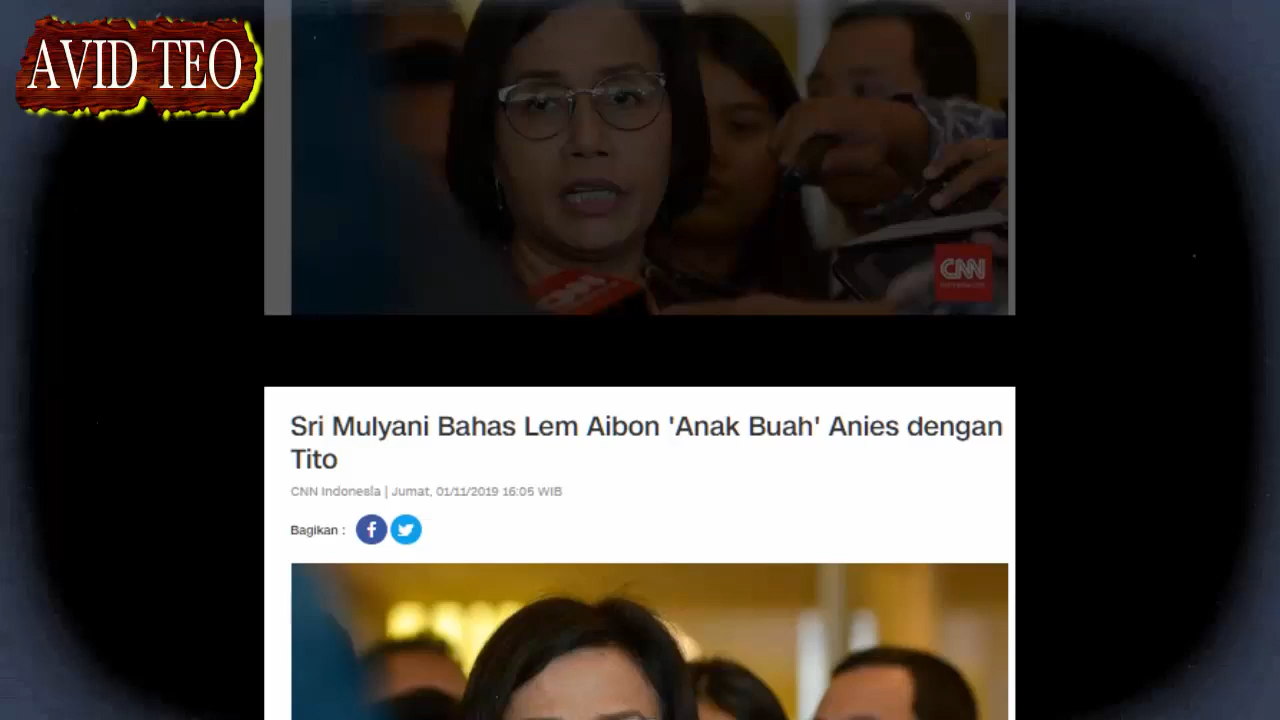 AVID TEO
CNN
Sri Mulyani Bahas Lem Aibon 'Anak Buah' Anies dengan
Tito
CNN Indonesia | Jumat, 01/11/2019 16:05 WIB
Bagikan :